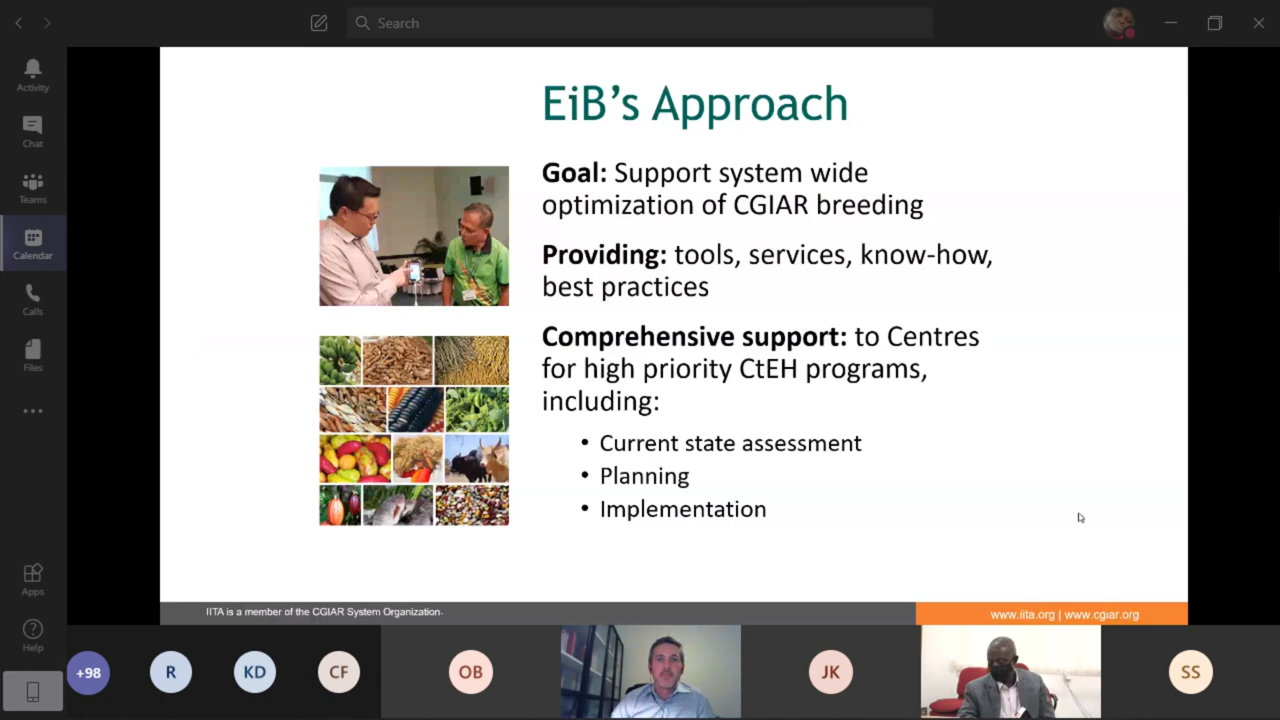 Search
Activity
Chat
Teams
Calendar
Calls
Files
Apps
Help
EiB's Approach
Goal: Support system wide
optimization of CGIAR breeding
Providing: tools, services, know-how,
best practices
Comprehensive support: to Centres
for high priority CtEH programs,
including:
• Current state assessment
• Planning
• Implementation
IITA is a member of the CGIAR System Organization.
www.iita.org | www.cgiar.org
+98
R
KD
CF
OB
JK
SS